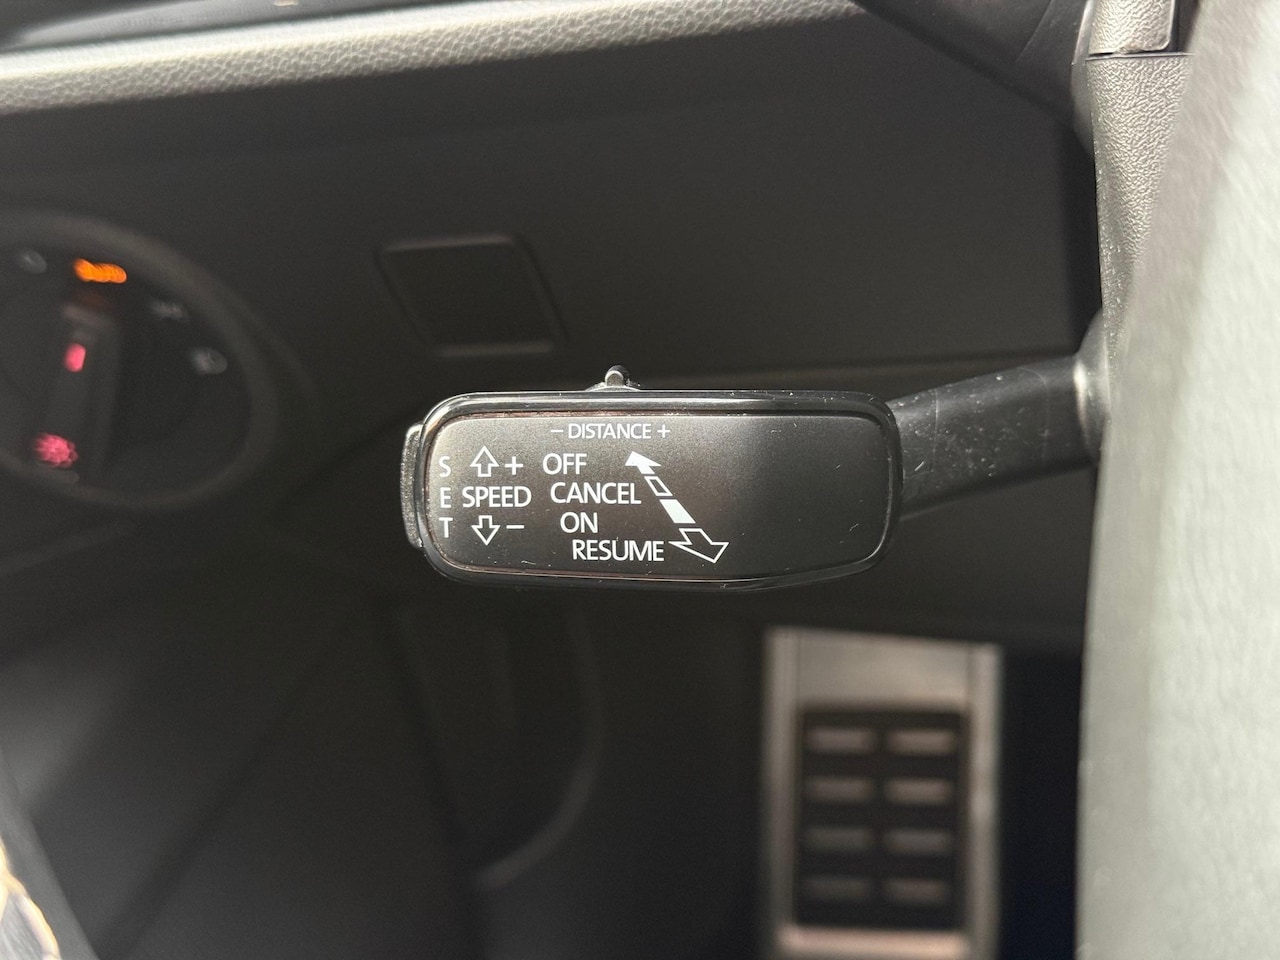 − DISTANCE +
S ⇧ + OFF
E SPEED CANCEL
T ⇩ − ON
RESUME